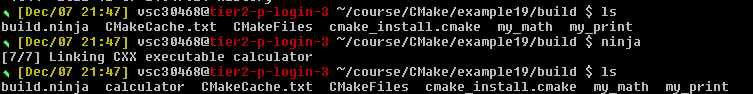 [Dec/07 21:47] vsc30468@tier2-p-login-3 ~/course/CMake/example19/build $ ls
build.ninja CMakeCache.txt CMakeFiles cmake_install.cmake my_math my_print
[Dec/07 21:47] vsc30468@tier2-p-login-3 ~/course/CMake/example19/build $ ninja
[7/7] Linking CXX executable calculator
[Dec/07 21:47] vsc30468@tier2-p-login-3 ~/course/CMake/example19/build $ ls
build.ninja calculator CMakeCache.txt CMakeFiles cmake_install.cmake my_math my_print